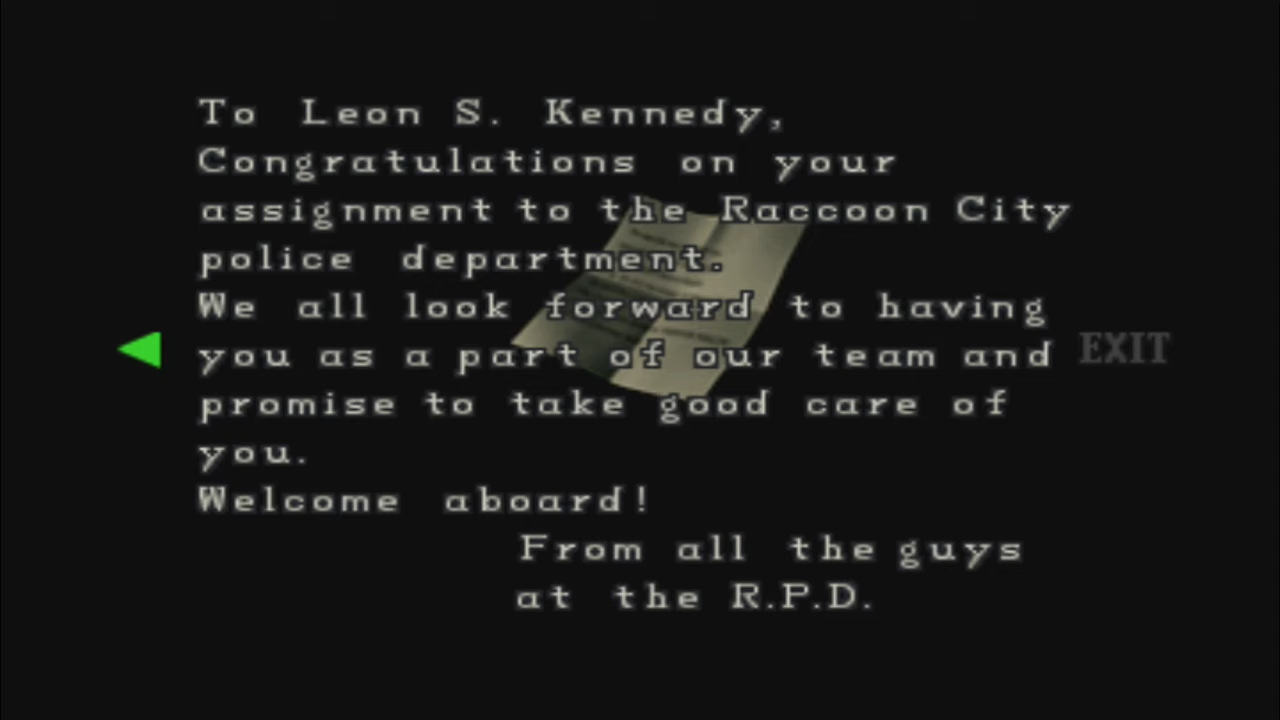 To Leon S. Kennedy,
Congratulations on your
assignment to the Raccoon City
police department.
We all look forward to having
you as a part of our team and
promise to take good care of
you.
Welcome aboard!
From all the guys
at the R.P.D.
EXIT